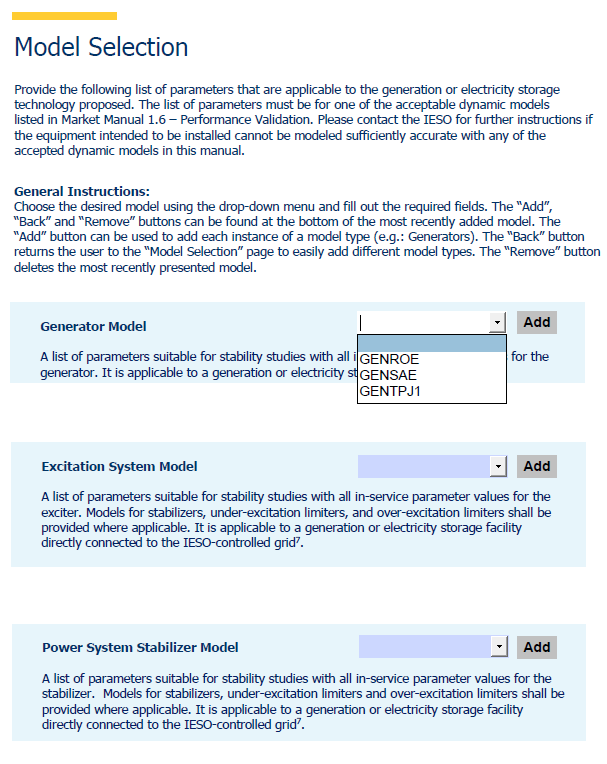 Model Selection
Provide the following list of parameters that are applicable to the generation or electricity storage
technology proposed. The list of parameters must be for one of the acceptable dynamic models
listed in Market Manual 1.6 – Performance Validation. Please contact the IESO for further instructions if
the equipment intended to be installed cannot be modeled sufficiently accurate with any of the
accepted dynamic models in this manual.
General Instructions:
Choose the desired model using the drop-down menu and fill out the required fields. The “Add”,
“Back” and “Remove” buttons can be found at the bottom of the most recently added model. The
“Add” button can be used to add each instance of a model type (e.g.: Generators). The “Back” button
returns the user to the “Model Selection” page to easily add different model types. The “Remove” button
deletes the most recently presented model.
Generator Model
Add
A list of parameters suitable for stability studies with all i s for the
generator. It is applicable to a generation or electricity st
GENROE
GENSAE
GENTPJ1
Excitation System Model
Add
A list of parameters suitable for stability studies with all in-service parameter values for the
exciter. Models for stabilizers, under-excitation limiters, and over-excitation limiters shall be
provided where applicable. It is applicable to a generation or electricity storage facility
directly connected to the IESO-controlled grid⁷.
Power System Stabilizer Model
Add
A list of parameters suitable for stability studies with all in-service parameter values for the
stabilizer.  Models for stabilizers, under-excitation limiters and over-excitation limiters shall be
provided where applicable. It is applicable to a generation or electricity storage facility
directly connected to the IESO-controlled grid⁷.